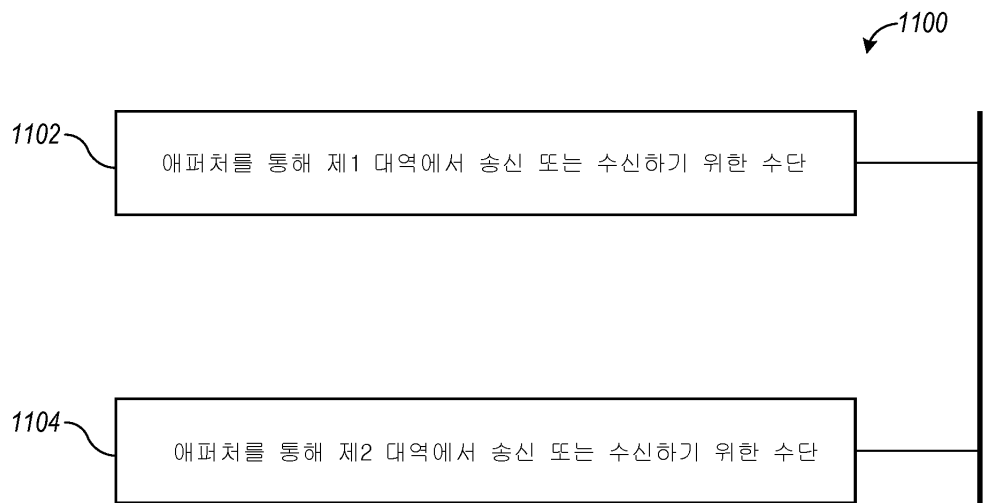 1100
1102
애퍼처를 통해 제1 대역에서 송신 또는 수신하기 위한 수단
1104
애퍼처를 통해 제2 대역에서 송신 또는 수신하기 위한 수단